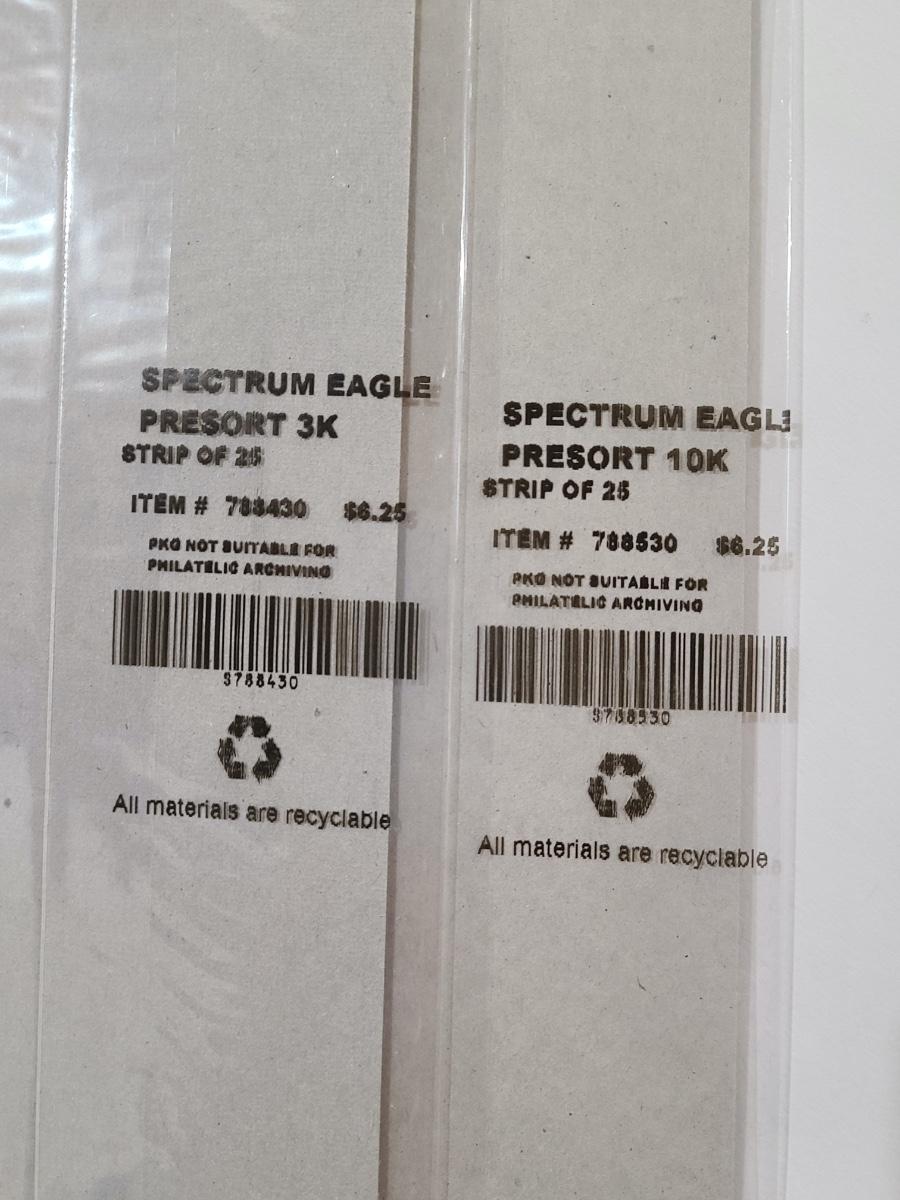 SPECTRUM EAGLE
PRESORT 3K
STRIP OF 25
ITEM # 788430 $6.25
PKG NOT SUITABLE FOR
PHILATELIC ARCHIVING
S788430
All materials are recyclable
SPECTRUM EAGLE
PRESORT 10K
STRIP OF 25
ITEM # 788530 $6.25
PKG NOT SUITABLE FOR
PHILATELIC ARCHIVING
S788530
All materials are recyclable